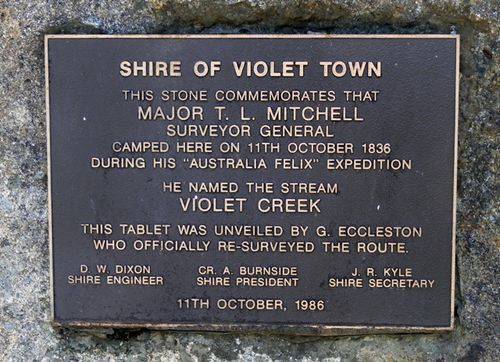 SHIRE OF VIOLET TOWN
THIS STONE COMMEMORATES THAT
MAJOR T. L. MITCHELL
SURVEYOR GENERAL
CAMPED HERE ON 11TH OCTOBER 1836
DURING HIS "AUSTRALIA FELIX" EXPEDITION
HE NAMED THE STREAM
VIOLET CREEK
THIS TABLET WAS UNVEILED BY G. ECCLESTON
WHO OFFICIALLY RE-SURVEYED THE ROUTE.
D. W. DIXON CR. A. BURNSIDE J. R. KYLE
SHIRE ENGINEER SHIRE PRESIDENT SHIRE SECRETARY
11TH OCTOBER, 1986